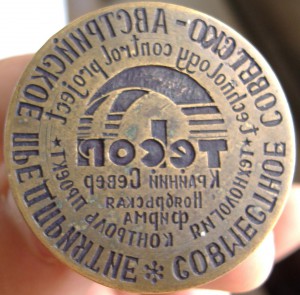 СОВМЕСТНОЕ СОВЕТСКО - АВСТРИЙСКОЕ ПРЕДПРИЯТИЕ *
technology control project
* технология контроль проект *
Крайний Север
Ноябрьская
фирма